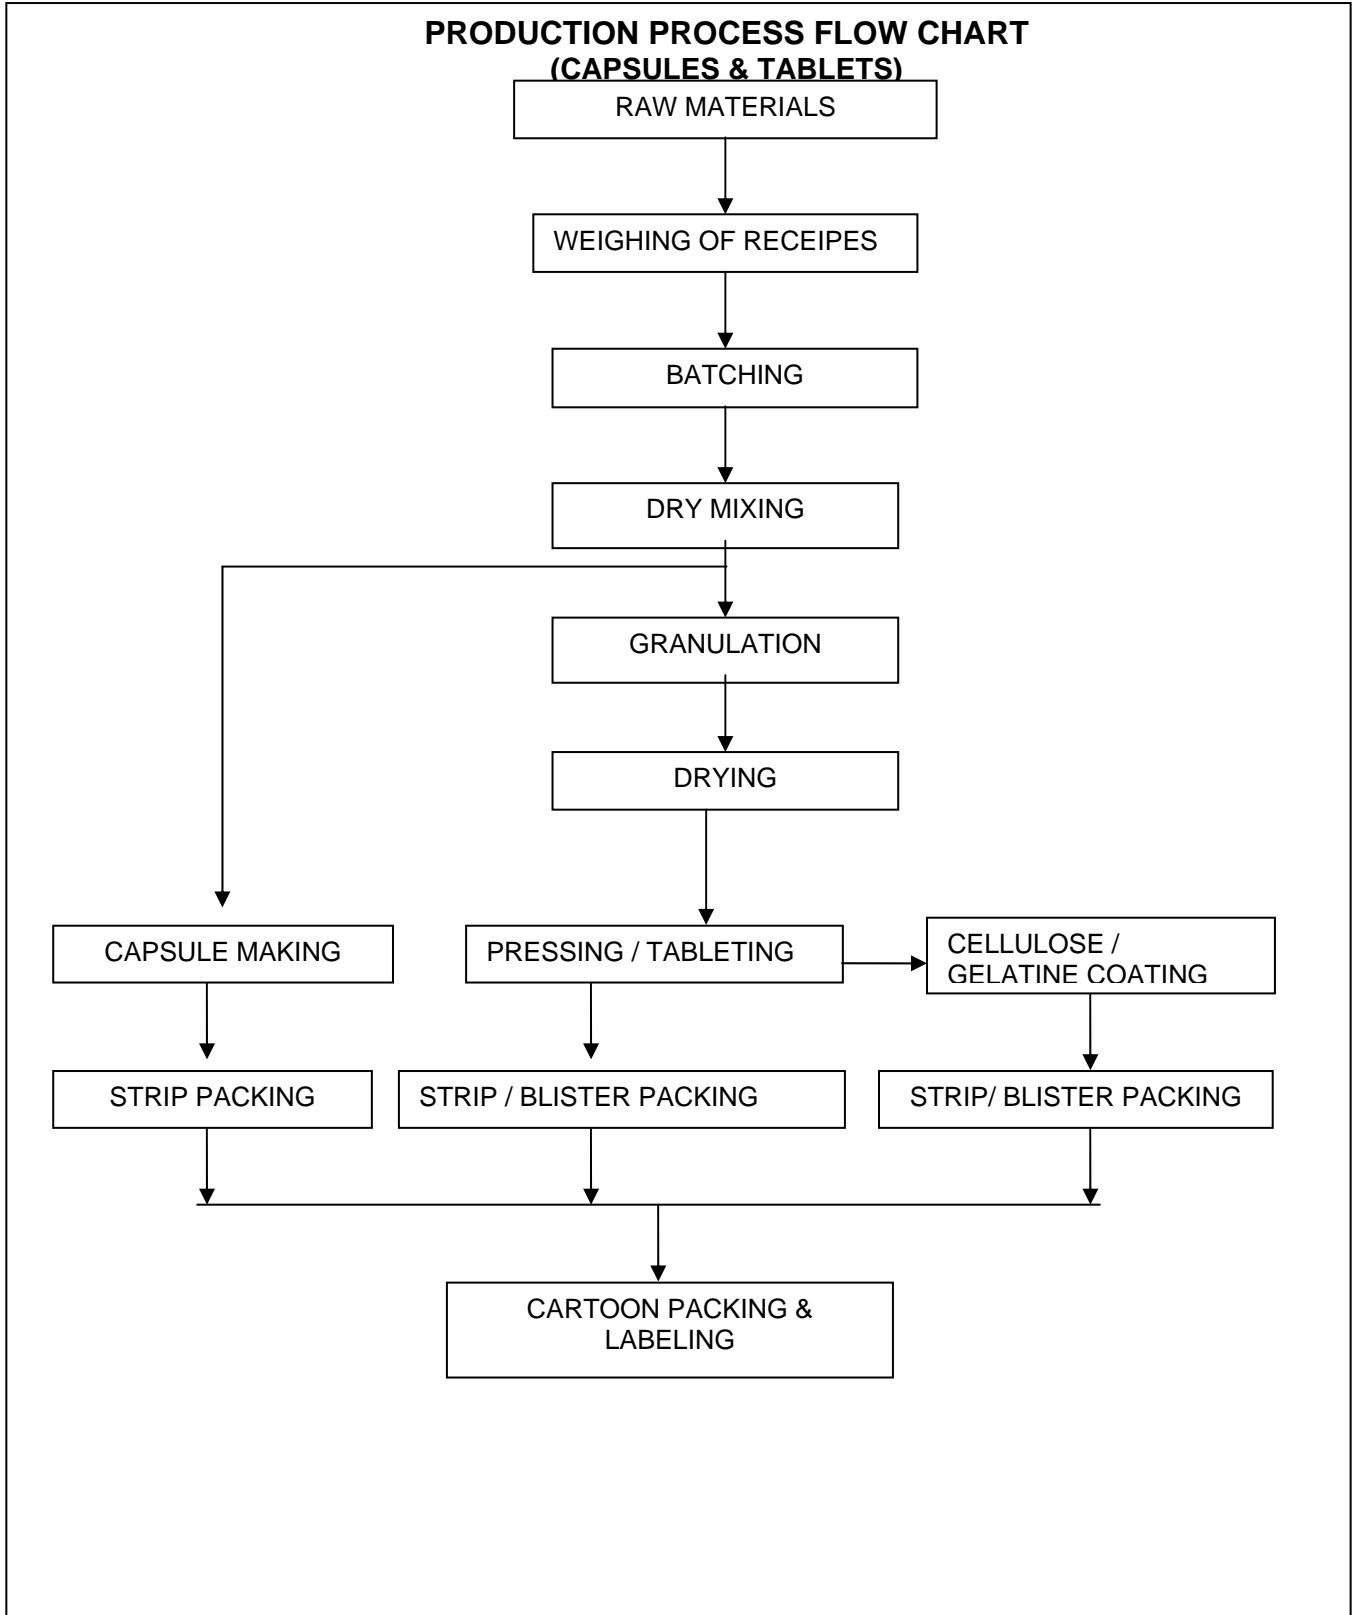 PRODUCTION PROCESS FLOW CHART
(CAPSULES & TABLETS)
RAW MATERIALS
WEIGHING OF RECEIPES
BATCHING
DRY MIXING
GRANULATION
DRYING
CAPSULE MAKING
PRESSING / TABLETING
CELLULOSE /
GELATINE COATING
STRIP PACKING
STRIP / BLISTER PACKING
STRIP/ BLISTER PACKING
CARTOON PACKING &
LABELING